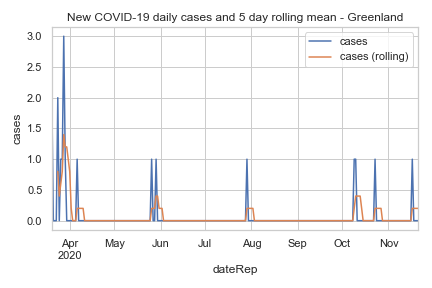 New COVID-19 daily cases and 5 day rolling mean - Greenland
cases
cases (rolling)
3.0
2.5
2.0
1.5
1.0
0.5
0.0
cases
Apr May Jun Jul Aug Sep Oct Nov
2020
dateRep